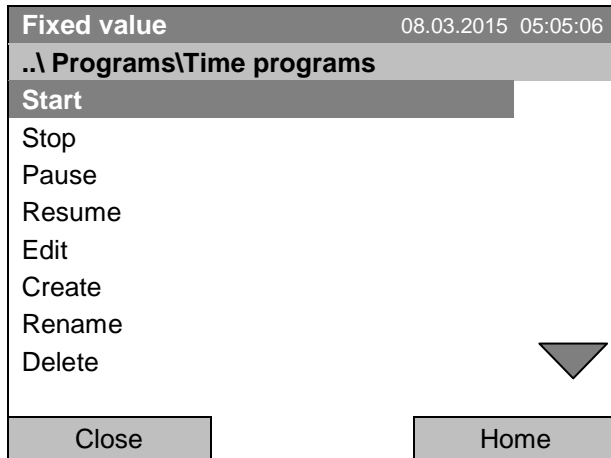 Fixed value 08.03.2015 05:05:06
..\ Programs\Time programs
Start
Stop
Pause
Resume
Edit
Create
Rename
Delete
Close Home